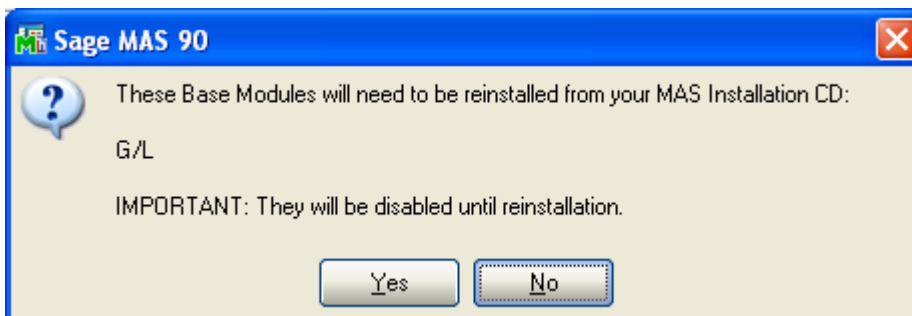 Sage MAS 90
These Base Modules will need to be reinstalled from your MAS Installation CD:
G/L
IMPORTANT: They will be disabled until reinstallation.
Yes
No